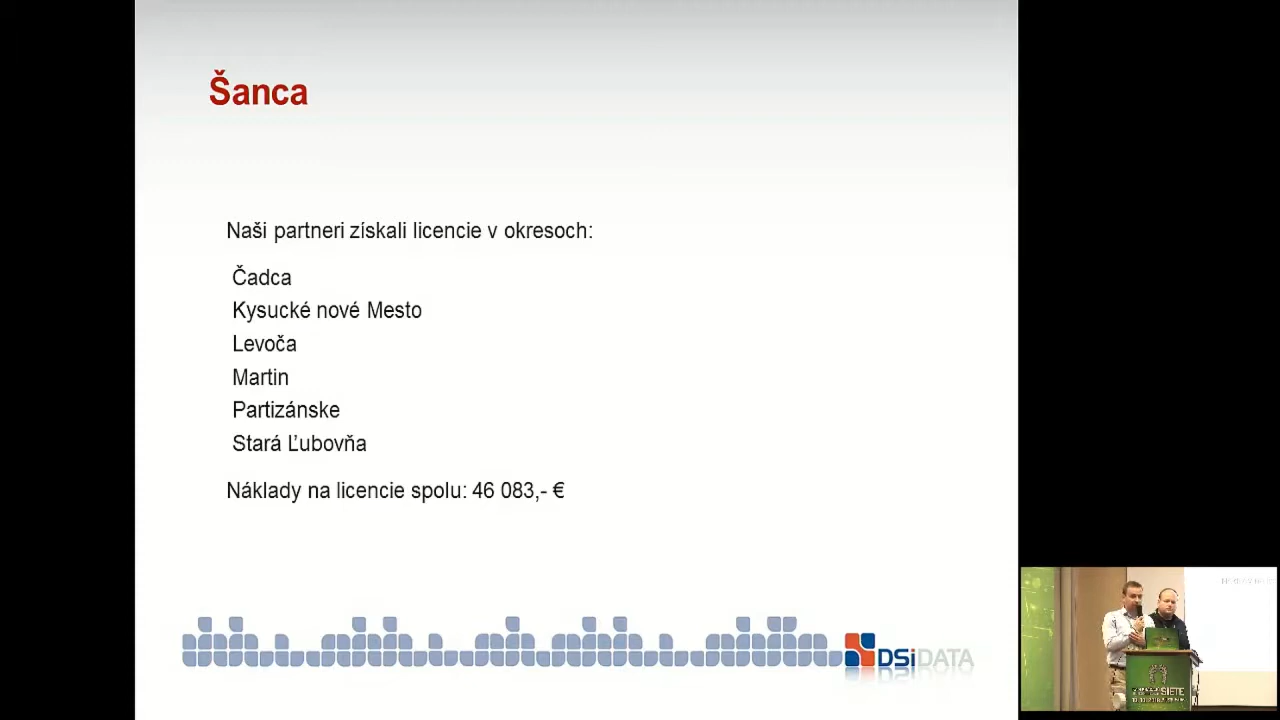 Šanca
Naši partneri získali licencie v okresoch:
Čadca
Kysucké nové Mesto
Levoča
Martin
Partizánske
Stará Ľubovňa
Náklady na licencie spolu: 46 083,- €
DSiDATA
SIETE